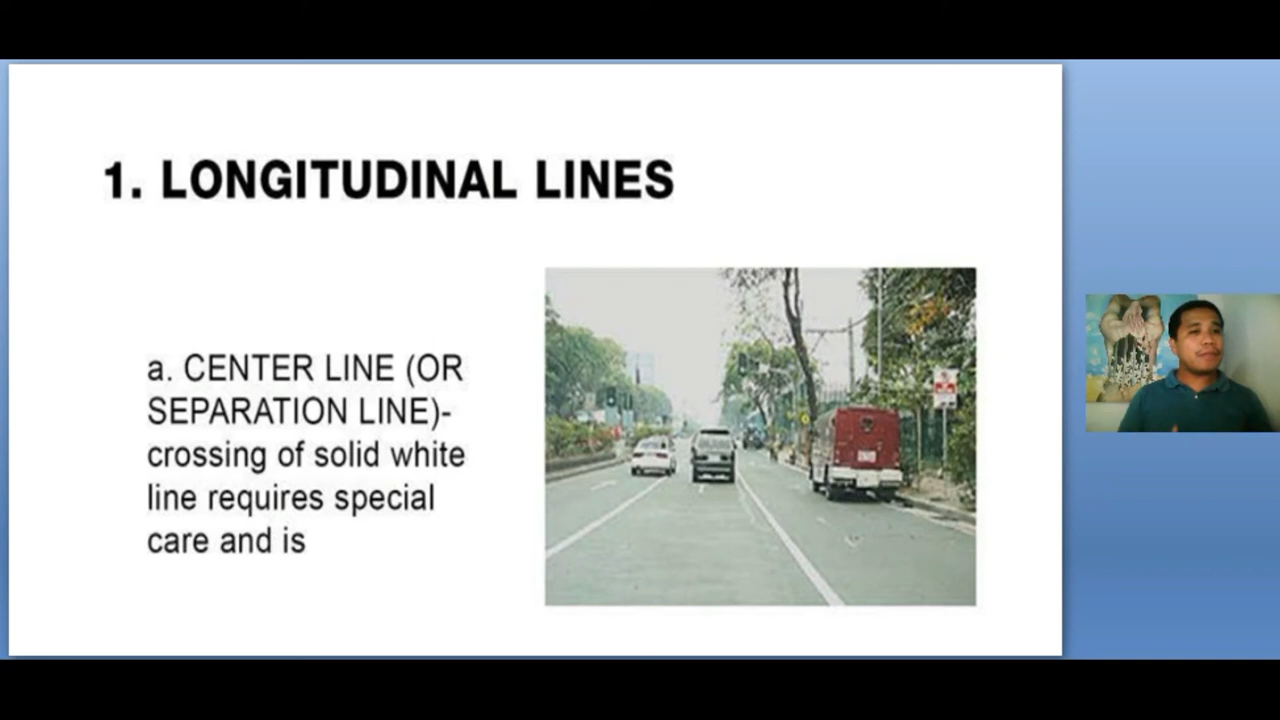 1. LONGITUDINAL LINES
a. CENTER LINE (OR
SEPARATION LINE)-
crossing of solid white
line requires special
care and is